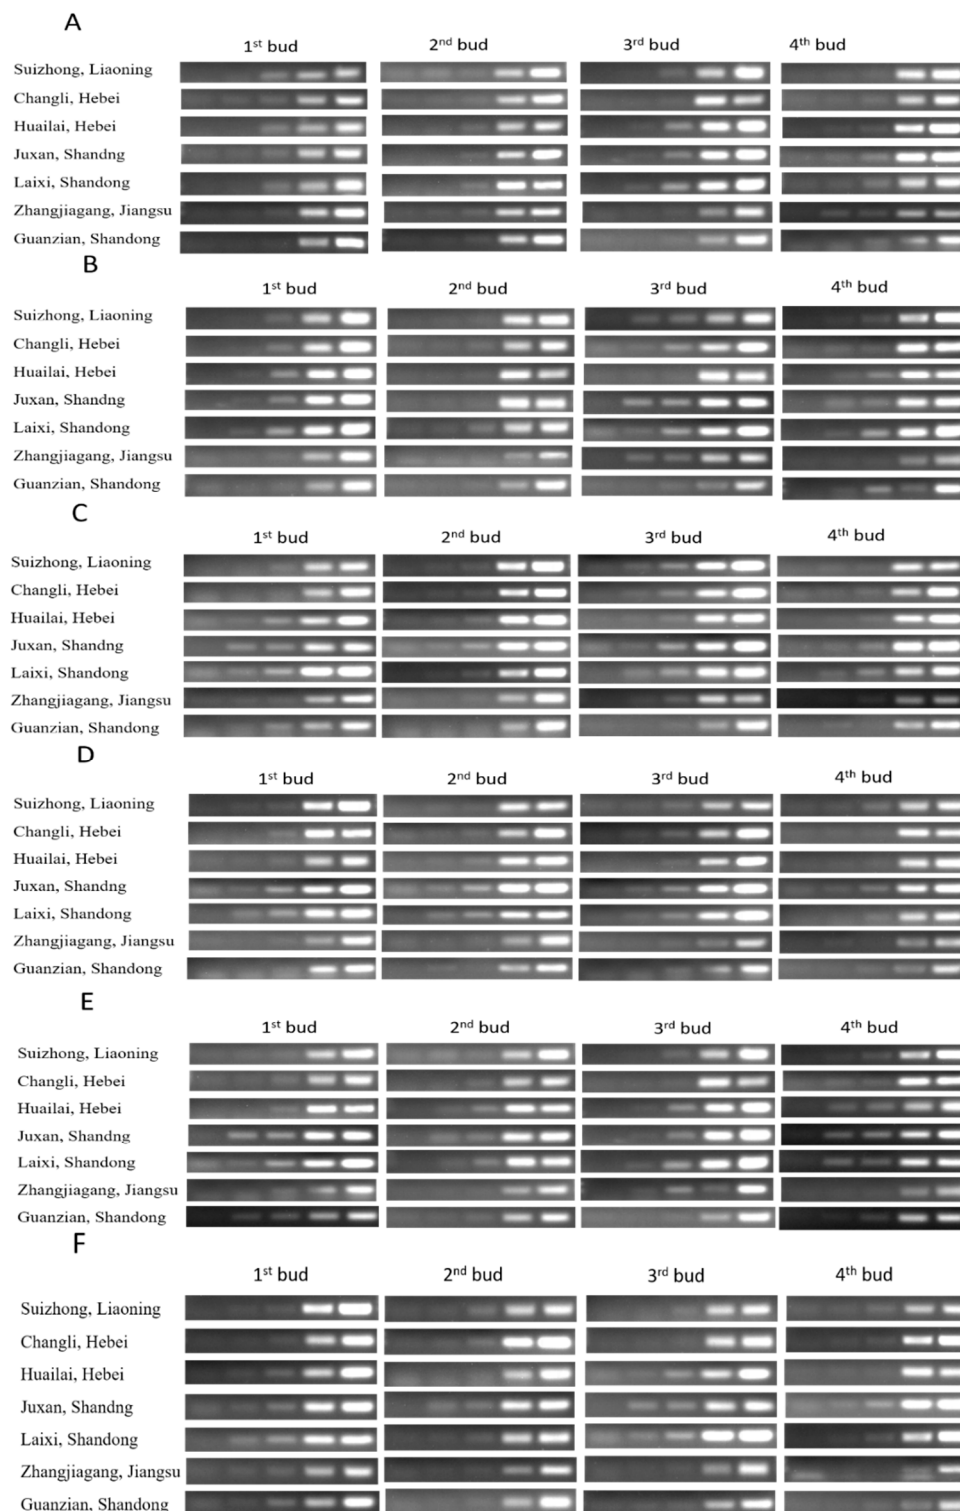 A
1st bud 2nd bud 3rd bud 4th bud
Suizhong, Liaoning
Changli, Hebei
Huailai, Hebei
Juxan, Shandng
Laixi, Shandong
Zhangjiagang, Jiangsu
Guanzian, Shandong
B
1st bud 2nd bud 3rd bud 4th bud
Suizhong, Liaoning
Changli, Hebei
Huailai, Hebei
Juxan, Shandng
Laixi, Shandong
Zhangjiagang, Jiangsu
Guanzian, Shandong
C
1st bud 2nd bud 3rd bud 4th bud
Suizhong, Liaoning
Changli, Hebei
Huailai, Hebei
Juxan, Shandng
Laixi, Shandong
Zhangjiagang, Jiangsu
Guanzian, Shandong
D
1st bud 2nd bud 3rd bud 4th bud
Suizhong, Liaoning
Changli, Hebei
Huailai, Hebei
Juxan, Shandng
Laixi, Shandong
Zhangjiagang, Jiangsu
Guanzian, Shandong
E
1st bud 2nd bud 3rd bud 4th bud
Suizhong, Liaoning
Changli, Hebei
Huailai, Hebei
Juxan, Shandng
Laixi, Shandong
Zhangjiagang, Jiangsu
Guanzian, Shandong
F
1st bud 2nd bud 3rd bud 4th bud
Suizhong, Liaoning
Changli, Hebei
Huailai, Hebei
Juxan, Shandng
Laixi, Shandong
Zhangjiagang, Jiangsu
Guanzian, Shandong